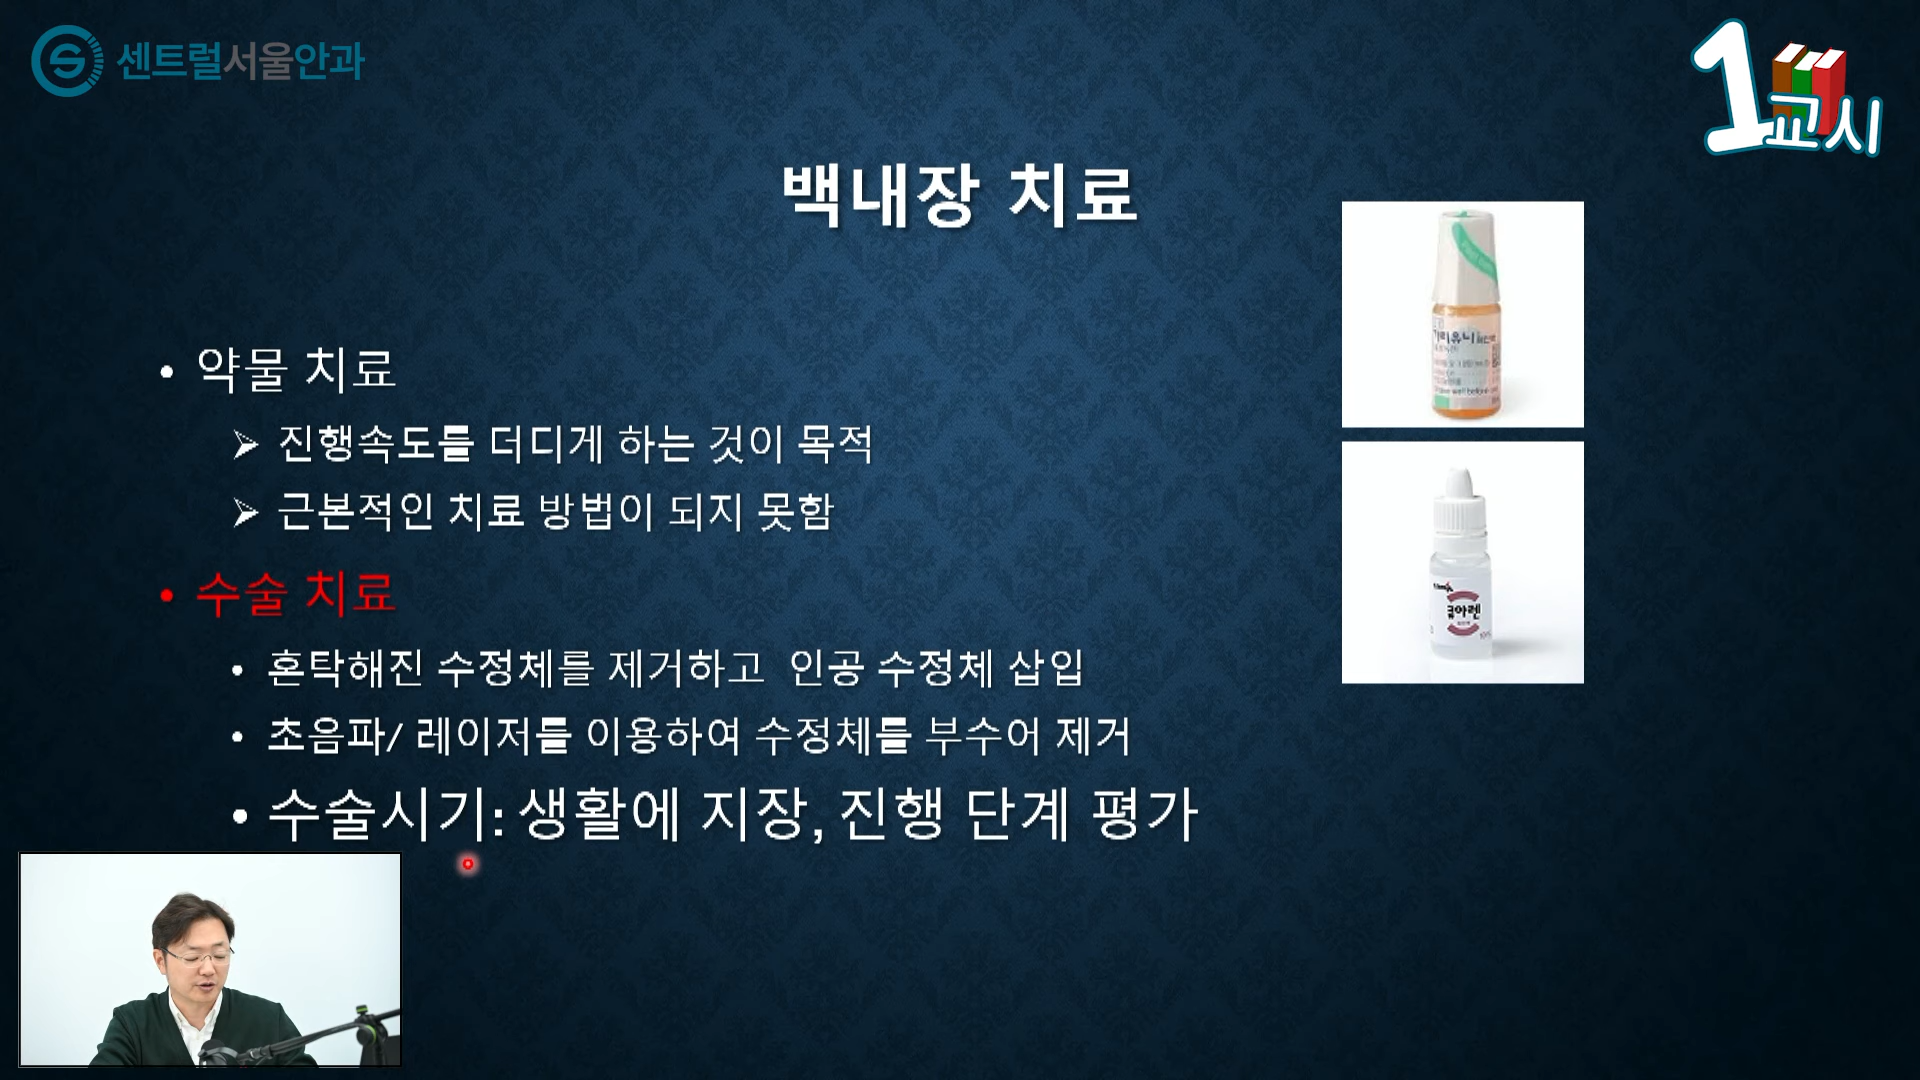 센트럴서울안과
1교시
백내장 치료
• 약물 치료
➢ 진행속도를 더디게 하는 것이 목적
➢ 근본적인 치료 방법이 되지 못함
• 수술 치료
• 혼탁해진 수정체를 제거하고 인공 수정체 삽입
• 초음파/ 레이저를 이용하여 수정체를 부수어 제거
• 수술시기: 생활에 지장, 진행 단계 평가
가리유니
큐아렌